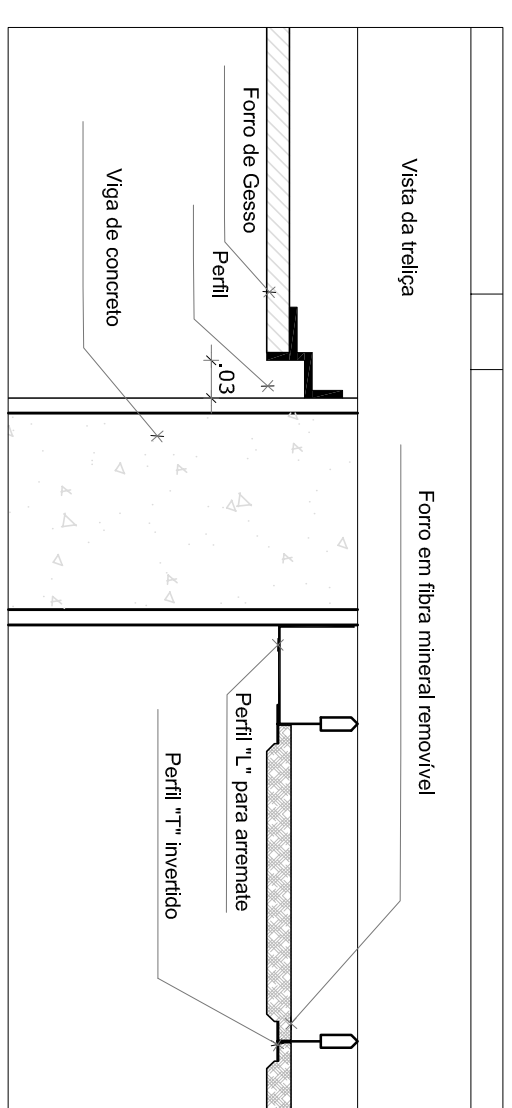 Vista da treliça
Forro em fibra mineral removível
Forro de Gesso
Perfil
.03
Viga de concreto
Perfil "L" para arremate
Perfil "T" invertido